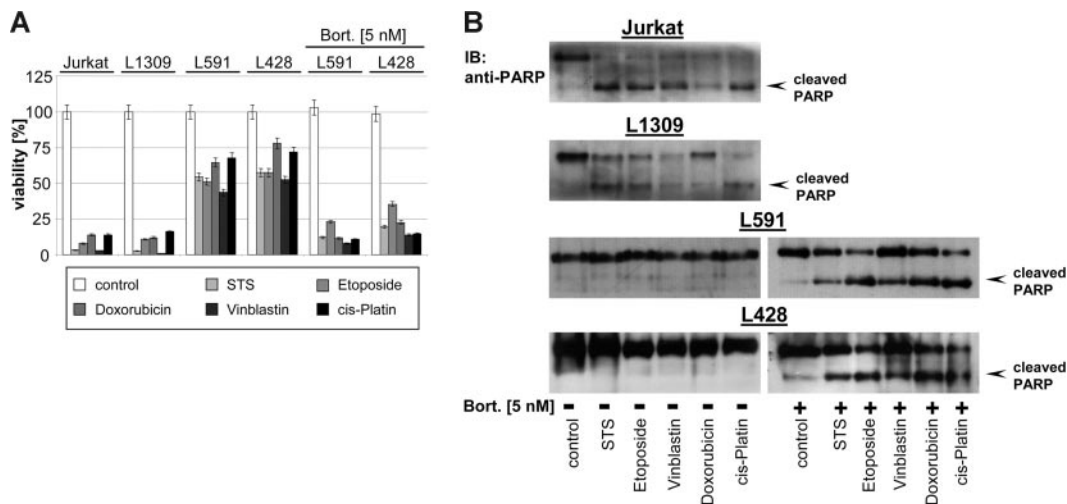 A
Bort. [5 nM]
Jurkat L1309 L591 L428 L591 L428
125
100
75
50
25
0
viability [%]
control STS Etoposide
Doxorubicin Vinblastin cis-Platin
B
Jurkat
IB:
anti-PARP
cleaved
PARP
L1309
cleaved
PARP
L591
cleaved
PARP
L428
cleaved
PARP
Bort. [5 nM] - - - - - - + + + + + +
control STS Etoposide Vinblastin Doxorubicin cis-Platin control STS Etoposide Vinblastin Doxorubicin cis-Platin